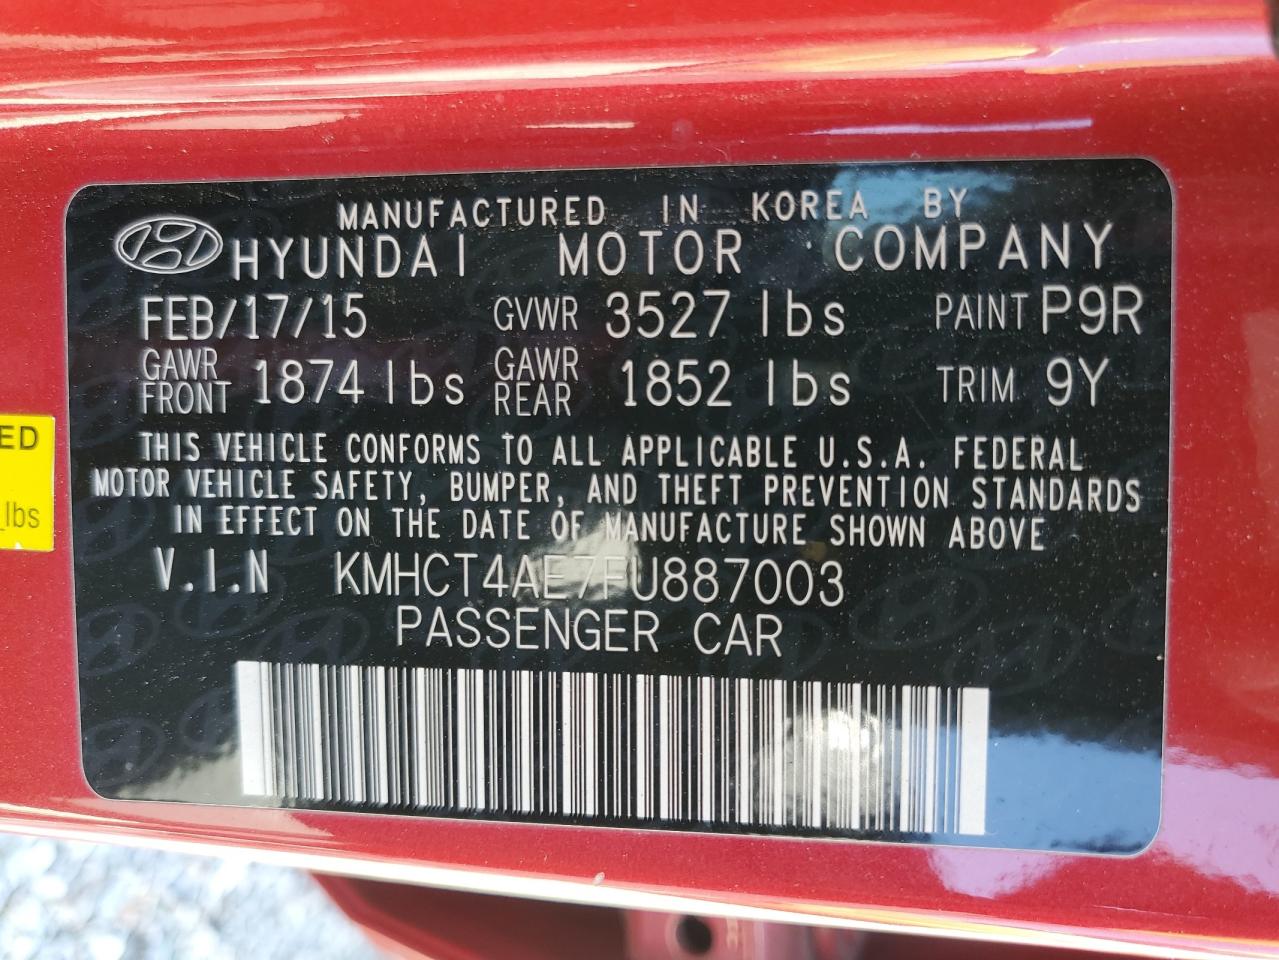 MANUFACTURED IN KOREA BY
HYUNDAI MOTOR COMPANY
FEB/17/15 GVWR 3527 lbs PAINT P9R
GAWR FRONT 1874 lbs GAWR REAR 1852 lbs TRIM 9Y
THIS VEHICLE CONFORMS TO ALL APPLICABLE U.S.A. FEDERAL
MOTOR VEHICLE SAFETY, BUMPER, AND THEFT PREVENTION STANDARDS
IN EFFECT ON THE DATE OF MANUFACTURE SHOWN ABOVE
V.I.N KMHCT4AE7FU887003
PASSENGER CAR
ED
lbs